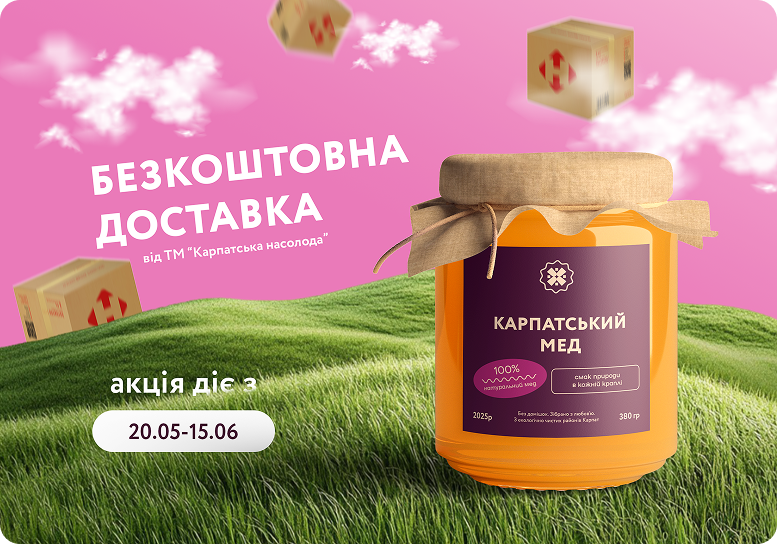 БЕЗКОШТОВНА
ДОСТАВКА
від ТМ "Карпатська насолода"
акція діє з
20.05-15.06
КАРПАТСЬКИЙ
МЕД
100%
натуральний мед
смак природи
в кожній краплі
2025р
Без домішок. Зібрано з любов'ю.
З екологічно чистих районів Карпат
380 гр